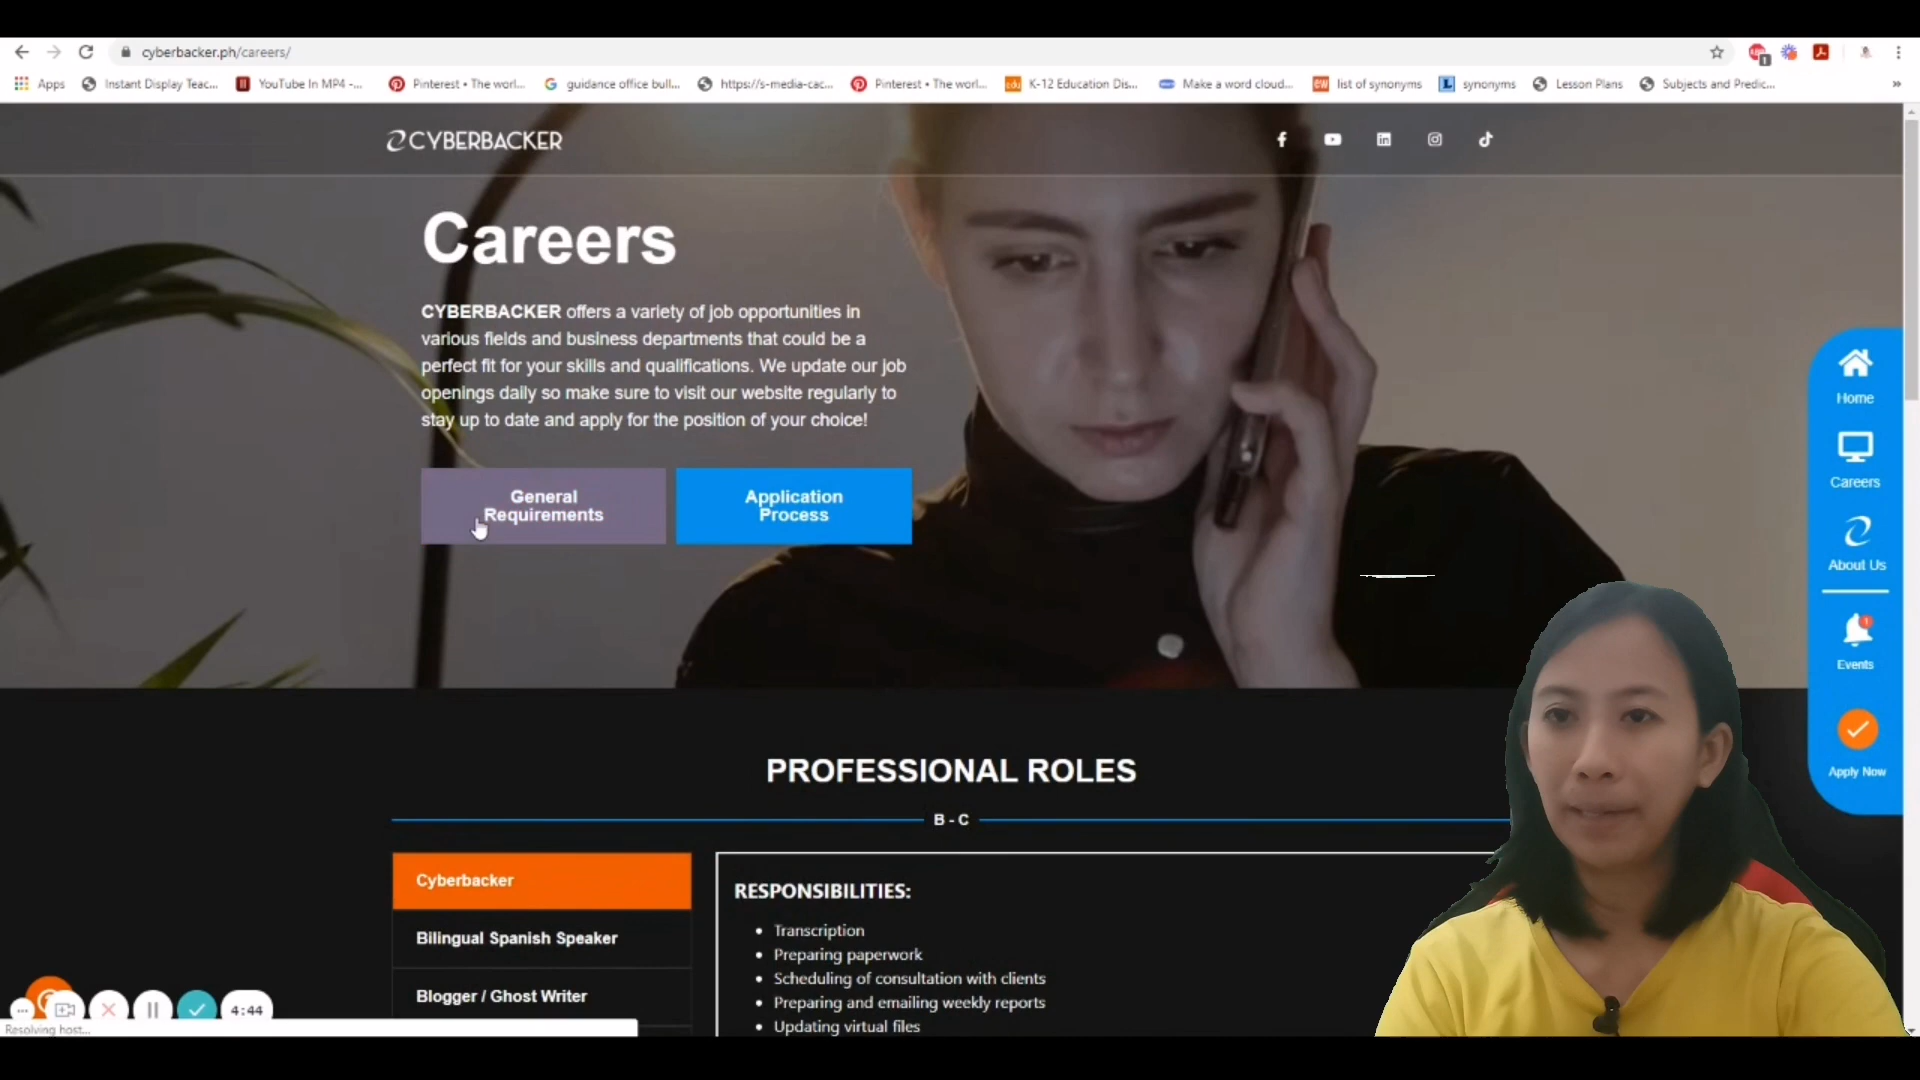 cyberbacker.ph/careers/
Apps
Instant Display Teac...
YouTube In MP4 -...
Pinterest • The worl...
guidance office bull...
https://s-media-cac...
Pinterest • The worl...
K-12 Education Dis...
Make a word cloud...
list of synonyms
synonyms
Lesson Plans
Subjects and Predic...
CYBERBACKER
Careers
CYBERBACKER offers a variety of job opportunities in
various fields and business departments that could be a
perfect fit for your skills and qualifications. We update our job
openings daily so make sure to visit our website regularly to
stay up to date and apply for the position of your choice!
General
Requirements
Application
Process
Home
Careers
About Us
Events
Apply Now
PROFESSIONAL ROLES
B - C
Cyberbacker
Bilingual Spanish Speaker
Blogger / Ghost Writer
RESPONSIBILITIES:
• Transcription
• Preparing paperwork
• Scheduling of consultation with clients
• Preparing and emailing weekly reports
• Updating virtual files
4:44
Resolving host...